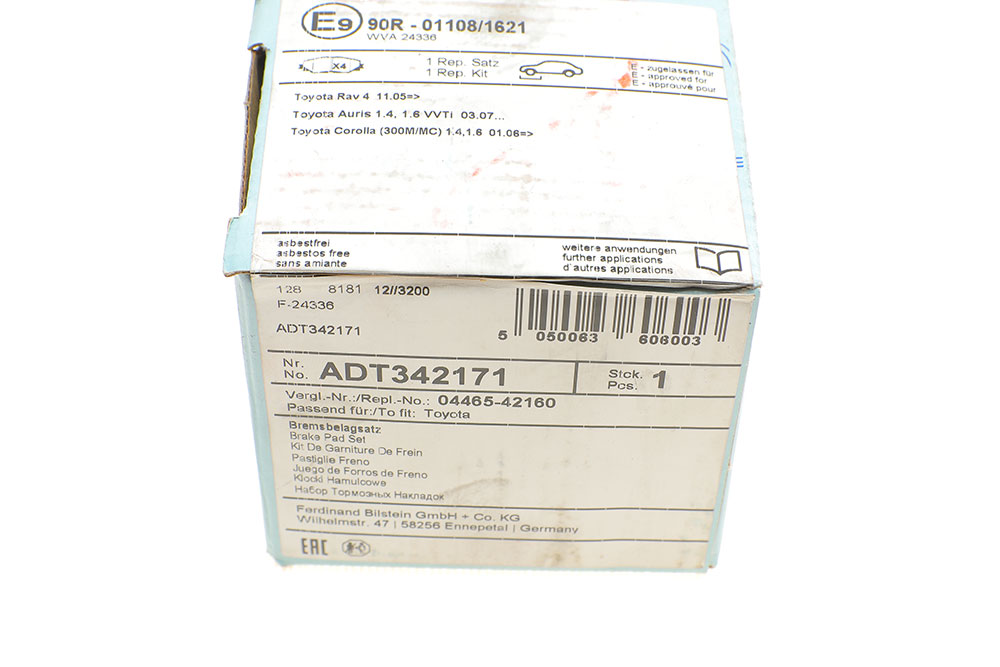 E9 90R - 01108/1621
WVA 24336
X4
1 Rep. Satz
1 Rep. Kit
E - zugelassen für
E - approved for
E - approuvé pour
Toyota Rav 4 11.05=>
Toyota Auris 1.4, 1.6 VVTi 03.07...
Toyota Corolla (300M/MC) 1.4,1.6 01.06=>
asbestfrei
asbestos free
sans amiante
weitere anwendungen
further applications
d'autres applications
128 8181 12//3200
F-24336
ADT342171
5 050063 606003
Nr.
No. ADT342171
Stck.
Pcs. 1
Vergl.-Nr.:/Repl.-No.: 04465-42160
Passend für:/To fit: Toyota
Bremsbelagsatz
Brake Pad Set
Kit De Garniture De Frein
Pastiglie Freno
Juego de Forros de Freno
Klocki Hamulcowe
Набор Тормозных Накладок
Ferdinand Bilstein GmbH + Co. KG
Wilhelmstr. 47 | 58256 Ennepetal | Germany
EAC